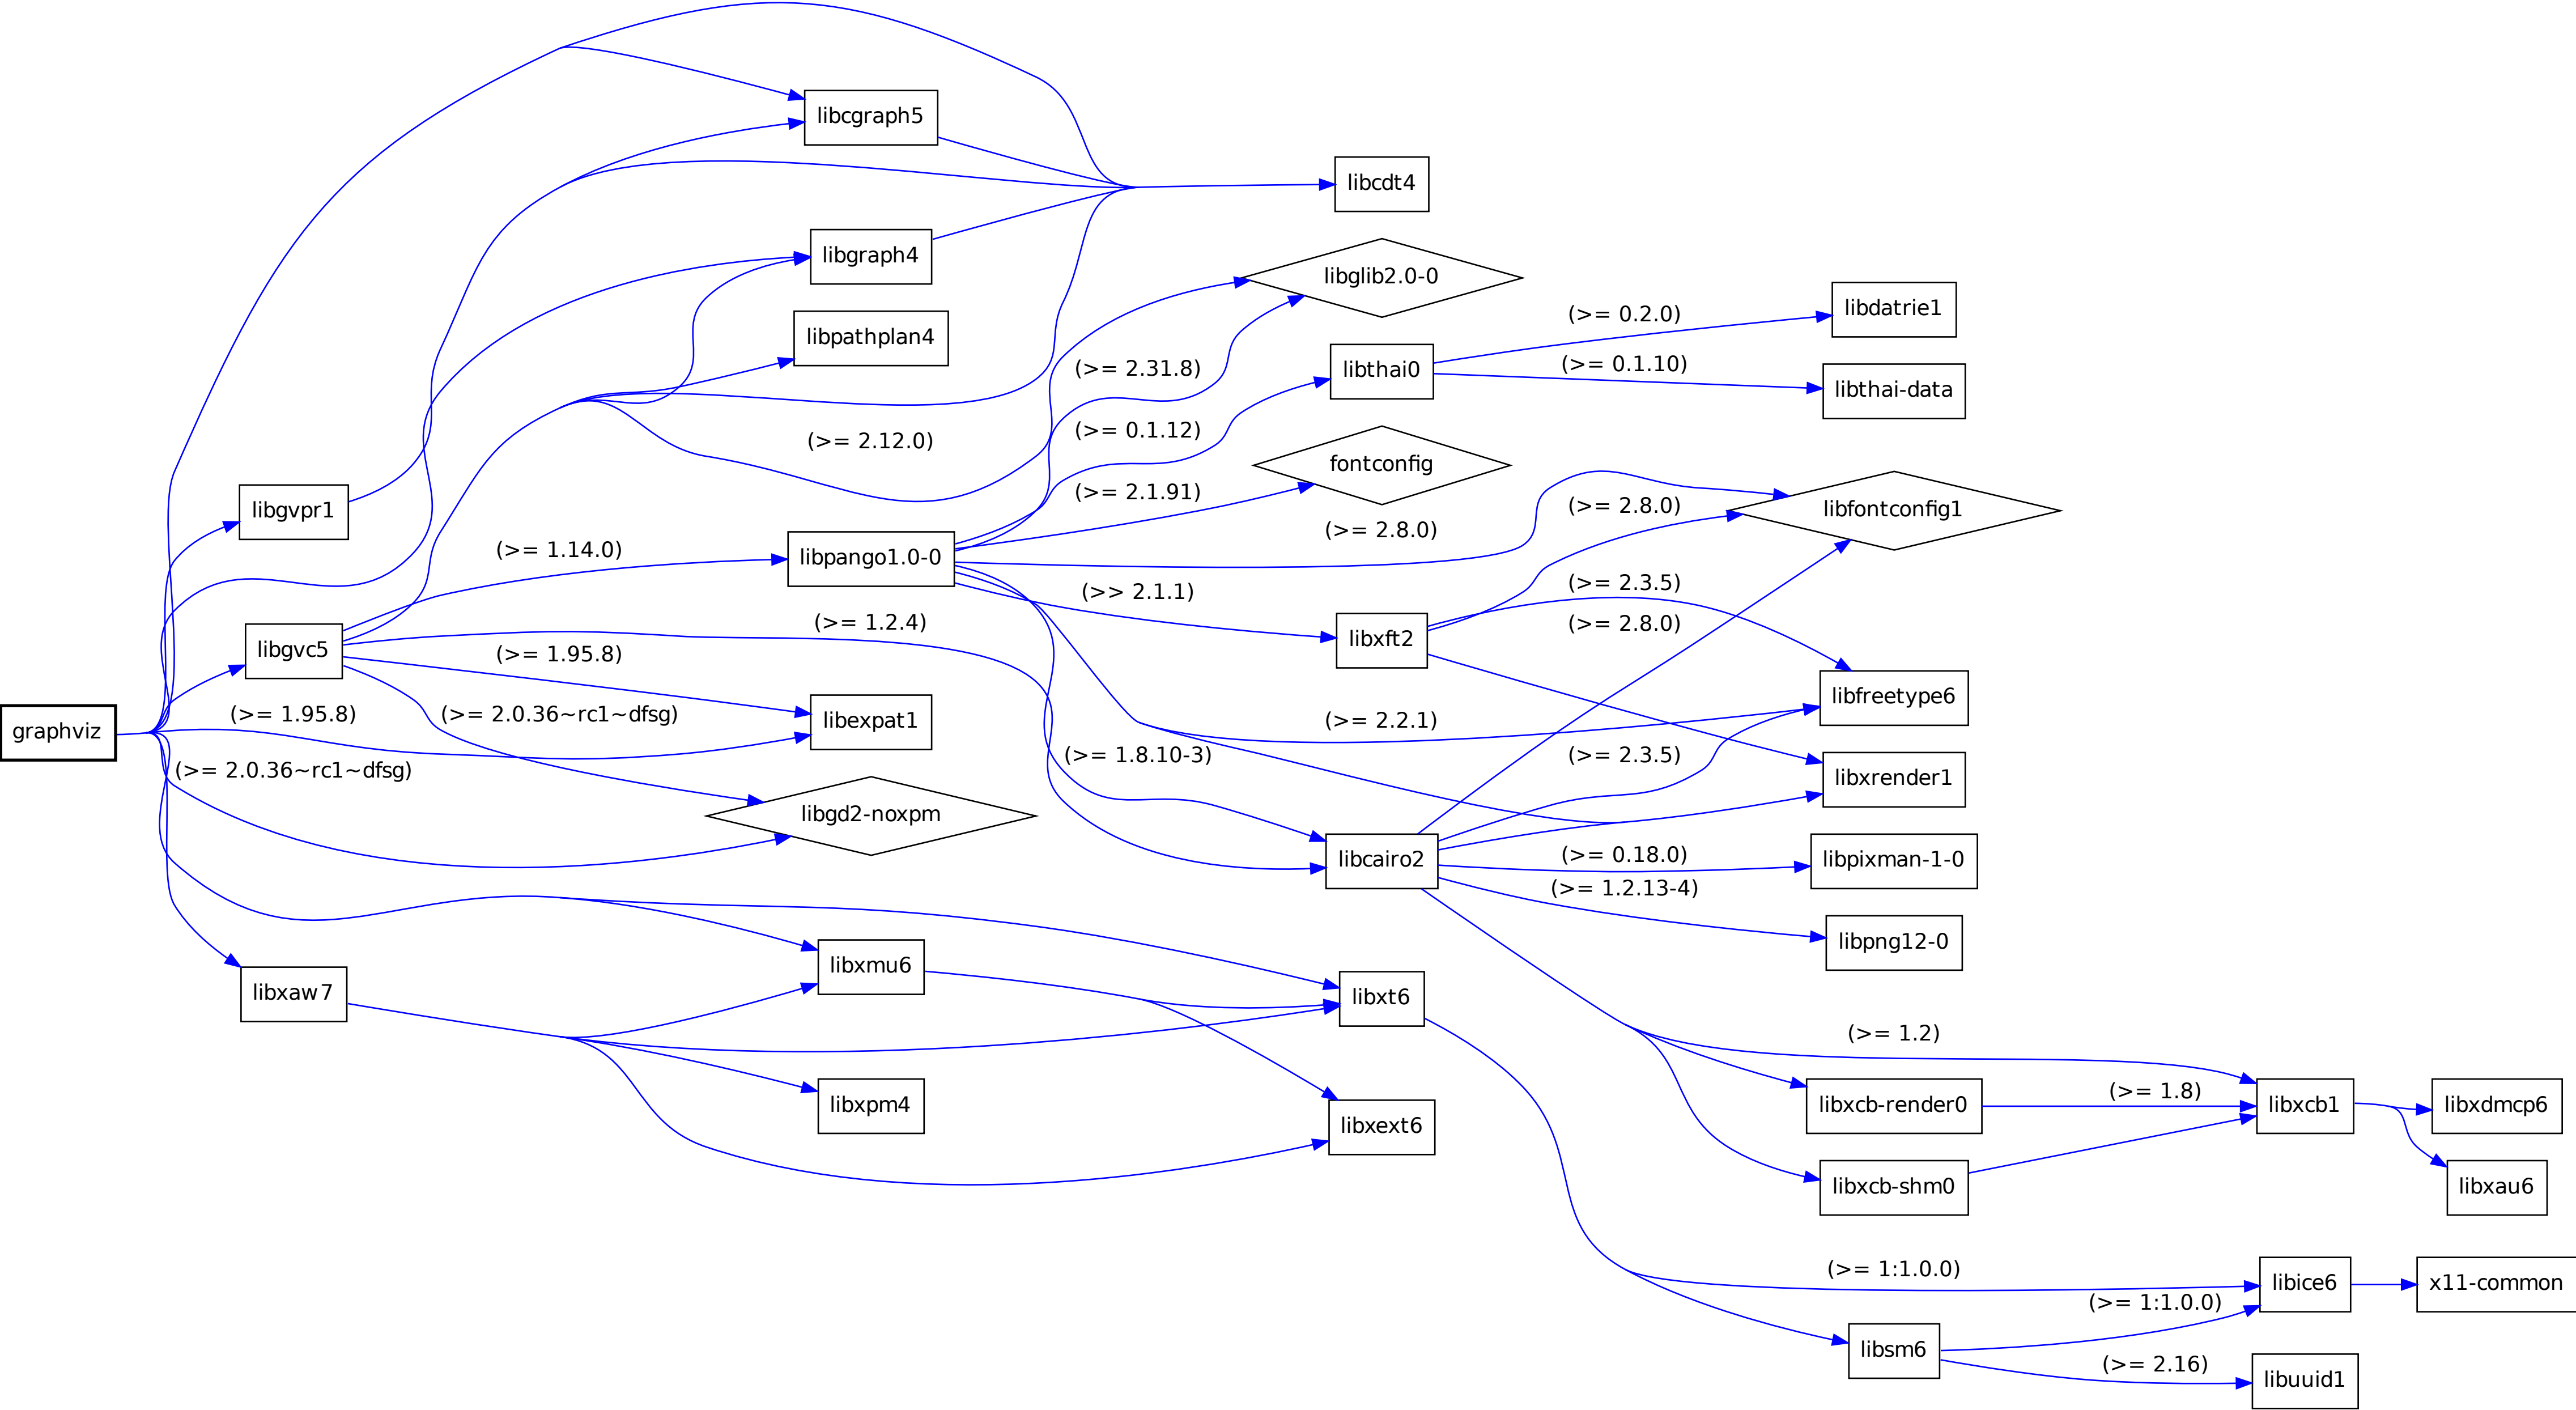 libcgraph5
libcdt4
libgraph4
libglib2.0-0
libdatrie1
(>= 0.2.0)
libpathplan4
(>= 2.31.8)
libthai0
(>= 0.1.10)
libthai-data
(>= 2.12.0)
(>= 0.1.12)
fontconfig
(>= 2.1.91)
libgvpr1
(>= 2.8.0)
(>= 2.8.0)
libfontconfig1
(>= 1.14.0)
libpango1.0-0
(>> 2.1.1)
(>= 2.3.5)
(>= 1.2.4)
(>= 2.8.0)
libgvc5
(>= 1.95.8)
libxft2
libfreetype6
graphviz
(>= 1.95.8)
(>= 2.0.36~rc1~dfsg)
libexpat1
(>= 2.2.1)
(>= 2.0.36~rc1~dfsg)
(>= 1.8.10-3)
(>= 2.3.5)
libxrender1
libgd2-noxpm
libcairo2
(>= 0.18.0)
libpixman-1-0
(>= 1.2.13-4)
libpng12-0
libxaw7
libxmu6
libxt6
(>= 1.2)
libxpm4
libxext6
libxcb-render0
(>= 1.8)
libxcb1
libxdmcp6
libxcb-shm0
libxau6
(>= 1:1.0.0)
libice6
x11-common
(>= 1:1.0.0)
libsm6
(>= 2.16)
libuuid1